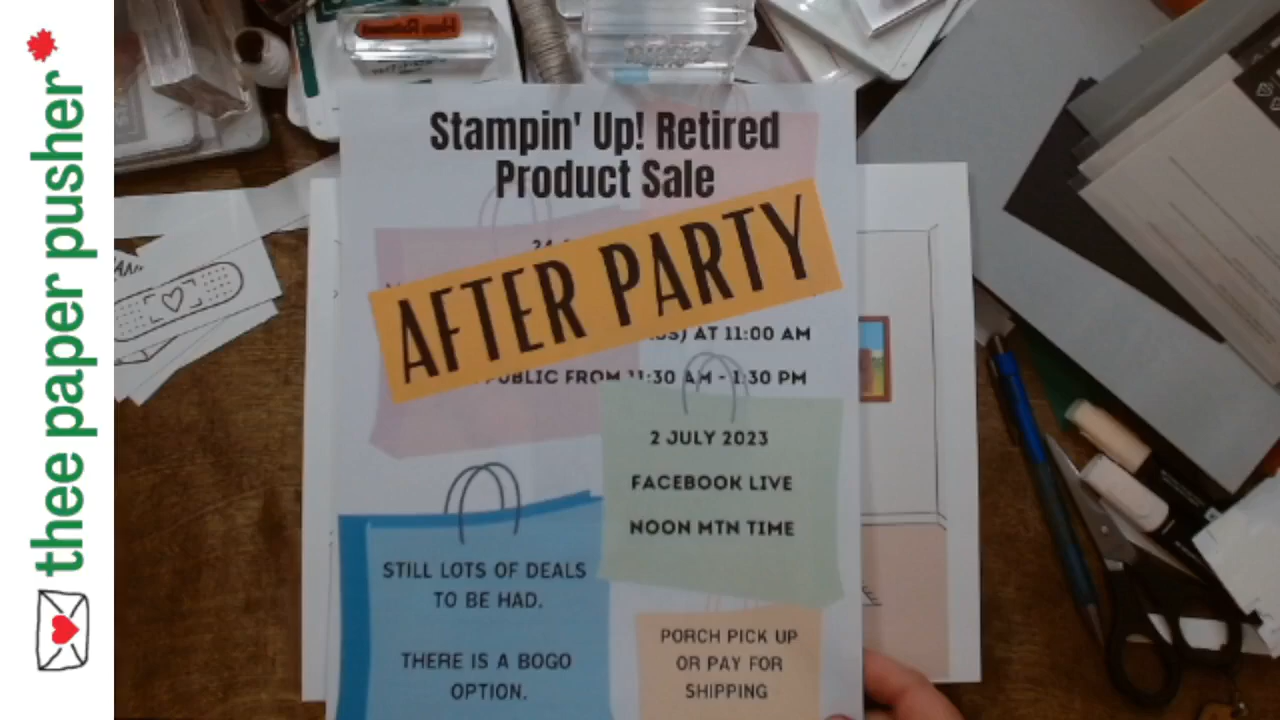 thee paper pusher
Stampin' Up! Retired
Product Sale
AFTER PARTY
AT 11:00 AM
PUBLIC FROM 11:30 AM - 1:30 PM
2 JULY 2023
FACEBOOK LIVE
NOON MTN TIME
STILL LOTS OF DEALS
TO BE HAD.
THERE IS A BOGO
OPTION.
PORCH PICK UP
OR PAY FOR
SHIPPING